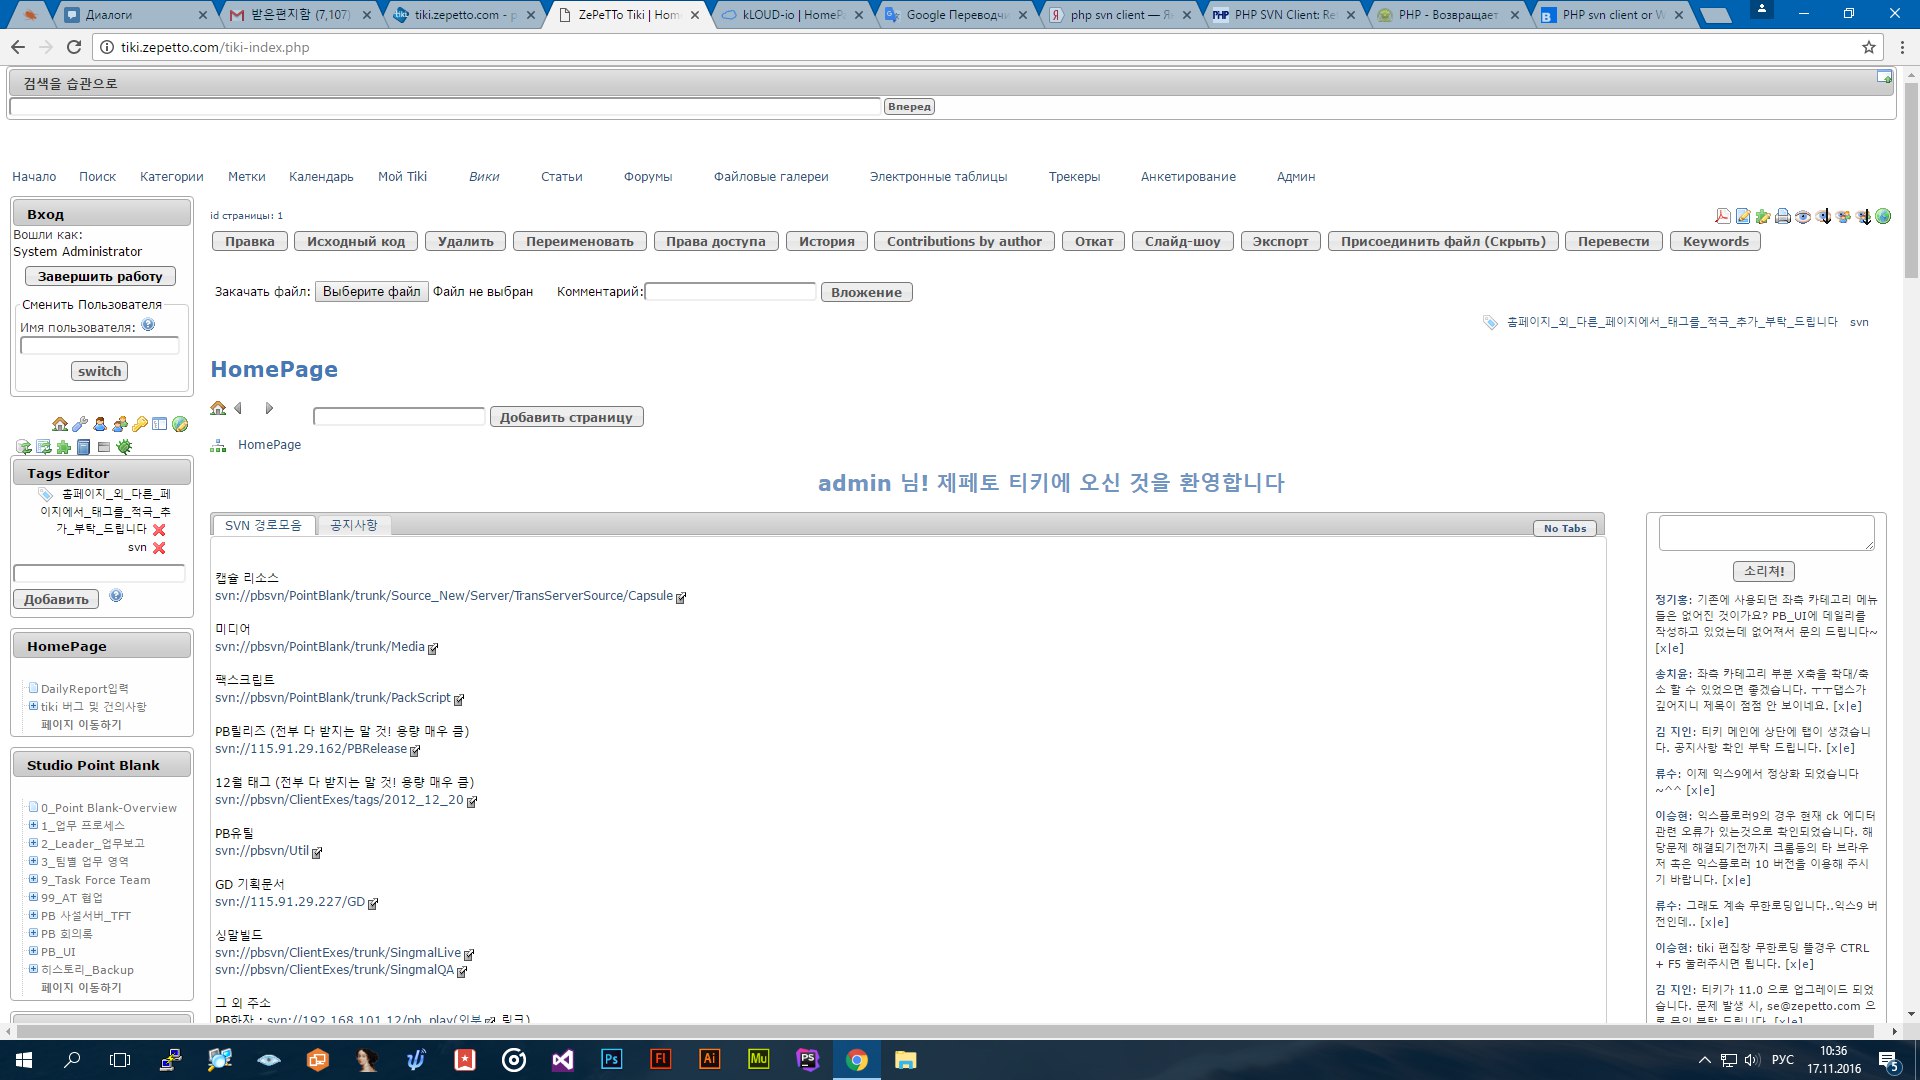 Диалоги
받은편지함 (7,107)
tiki.zepetto.com - p
ZePeTTo Tiki | Home
kLOUD-io | HomePa
Google Переводчи
php svn client — Я
PHP SVN Client: Re
PHP - Возвращает
PHP svn client or W
tiki.zepetto.com/tiki-index.php
검색을 습관으로
Вперед
Начало Поиск Категории Метки Календарь Мой Tiki Вики Статьи Форумы Файловые галереи Электронные таблицы Трекеры Анкетирование Админ
Вход
Вошли как:
System Administrator
Завершить работу
Сменить Пользователя
Имя пользователя:
switch
Tags Editor
홈페이지_외_다른_페
이지에서_태그를_적극_추
가_부탁_드립니다
svn
Добавить
HomePage
DailyReport입력
tiki 버그 및 건의사항
페이지 이동하기
Studio Point Blank
0_Point Blank-Overview
1_업무 프로세스
2_Leader_업무보고
3_팀별 업무 영역
9_Task Force Team
99_AT 협업
PB 사설서버_TFT
PB 회의록
PB_UI
히스토리_Backup
페이지 이동하기
id страницы: 1
Правка Исходный код Удалить Переименовать Права доступа История Contributions by author Откат Слайд-шоу Экспорт Присоединить файл (Скрыть) Перевести Keywords
Закачать файл: Выберите файл Файл не выбран Комментарий: Вложение
홈페이지_외_다른_페이지에서_태그를_적극_추가_부탁_드립니다 svn
HomePage
Добавить страницу
HomePage
admin 님! 제페토 티키에 오신 것을 환영합니다
SVN 경로모음 공지사항 No Tabs
캡슐 리소스
svn://pbsvn/PointBlank/trunk/Source_New/Server/TransServerSource/Capsule
미디어
svn://pbsvn/PointBlank/trunk/Media
팩스크립트
svn://pbsvn/PointBlank/trunk/PackScript
PB릴리즈 (전부 다 받지는 말 것! 용량 매우 큼)
svn://115.91.29.162/PBRelease
12월 태그 (전부 다 받지는 말 것! 용량 매우 큼)
svn://pbsvn/ClientExes/tags/2012_12_20
PB유틸
svn://pbsvn/Util
GD 기획문서
svn://115.91.29.227/GD
싱말빌드
svn://pbsvn/ClientExes/trunk/SingmalLive
svn://pbsvn/ClientExes/trunk/SingmalQA
그 외 주소
PB화자 : svn://192.168.101.12/pb_play(외부 링크)
소리쳐!
정기홍: 기존에 사용되던 좌측 카테고리 메뉴
들은 없어진 것이가요? PB_UI에 데일리를
작성하고 있었는데 없어져서 문의 드립니다~
[x|e]
송치윤: 좌측 카테고리 부분 X축을 확대/축
소 할 수 있었으면 좋겠습니다. ㅜㅜ댑스가
깊어지니 제목이 점점 안 보이네요. [x|e]
김 지인: 티키 메인에 상단에 탭이 생겼습니
다. 공지사항 확인 부탁 드립니다. [x|e]
류수: 이제 익스9에서 정상화 되었습니다
~^^ [x|e]
이승현: 익스플로러9의 경우 현재 ck 에디터
관련 오류가 있는것으로 확인되었습니다. 해
당문제 해결되기전까지 크롬등의 타 브라우
저 혹은 익스플로러 10 버전을 이용해 주시
기 바랍니다. [x|e]
류수: 그래도 계속 무한로딩입니다..익스9 버
전인데.. [x|e]
이승현: tiki 편집창 무한로딩 뜰경우 CTRL
+ F5 눌러주시면 됩니다. [x|e]
김 지인: 티키가 11.0 으로 업그레이드 되었
습니다. 문제 발생 시, se@zepetto.com 으
로 문의 부탁 드립니다. [x|e]
РУС
10:36
17.11.2016
5